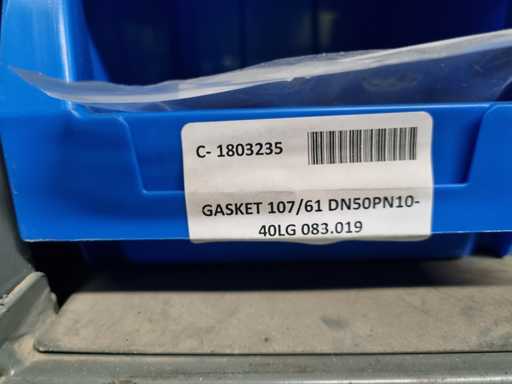 C- 1803235
GASKET 107/61 DN50PN10-
40LG 083.019